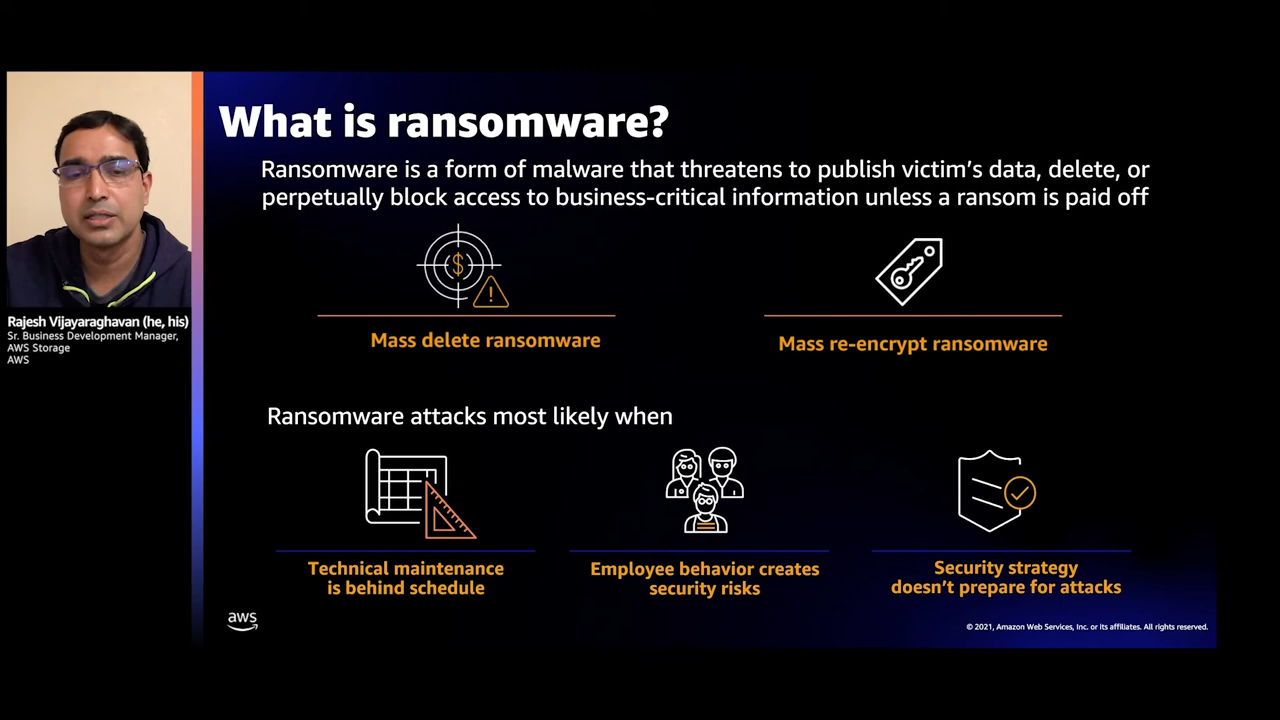 What is ransomware?
Ransomware is a form of malware that threatens to publish victim's data, delete, or
perpetually block access to business-critical information unless a ransom is paid off
$
!
Mass delete ransomware
Mass re-encrypt ransomware
Rajesh Vijayaraghavan (he, his)
Sr. Business Development Manager,
AWS Storage
AWS
Ransomware attacks most likely when
Technical maintenance
is behind schedule
Employee behavior creates
security risks
Security strategy
doesn't prepare for attacks
aws
© 2021, Amazon Web Services, Inc. or its affiliates. All rights reserved.